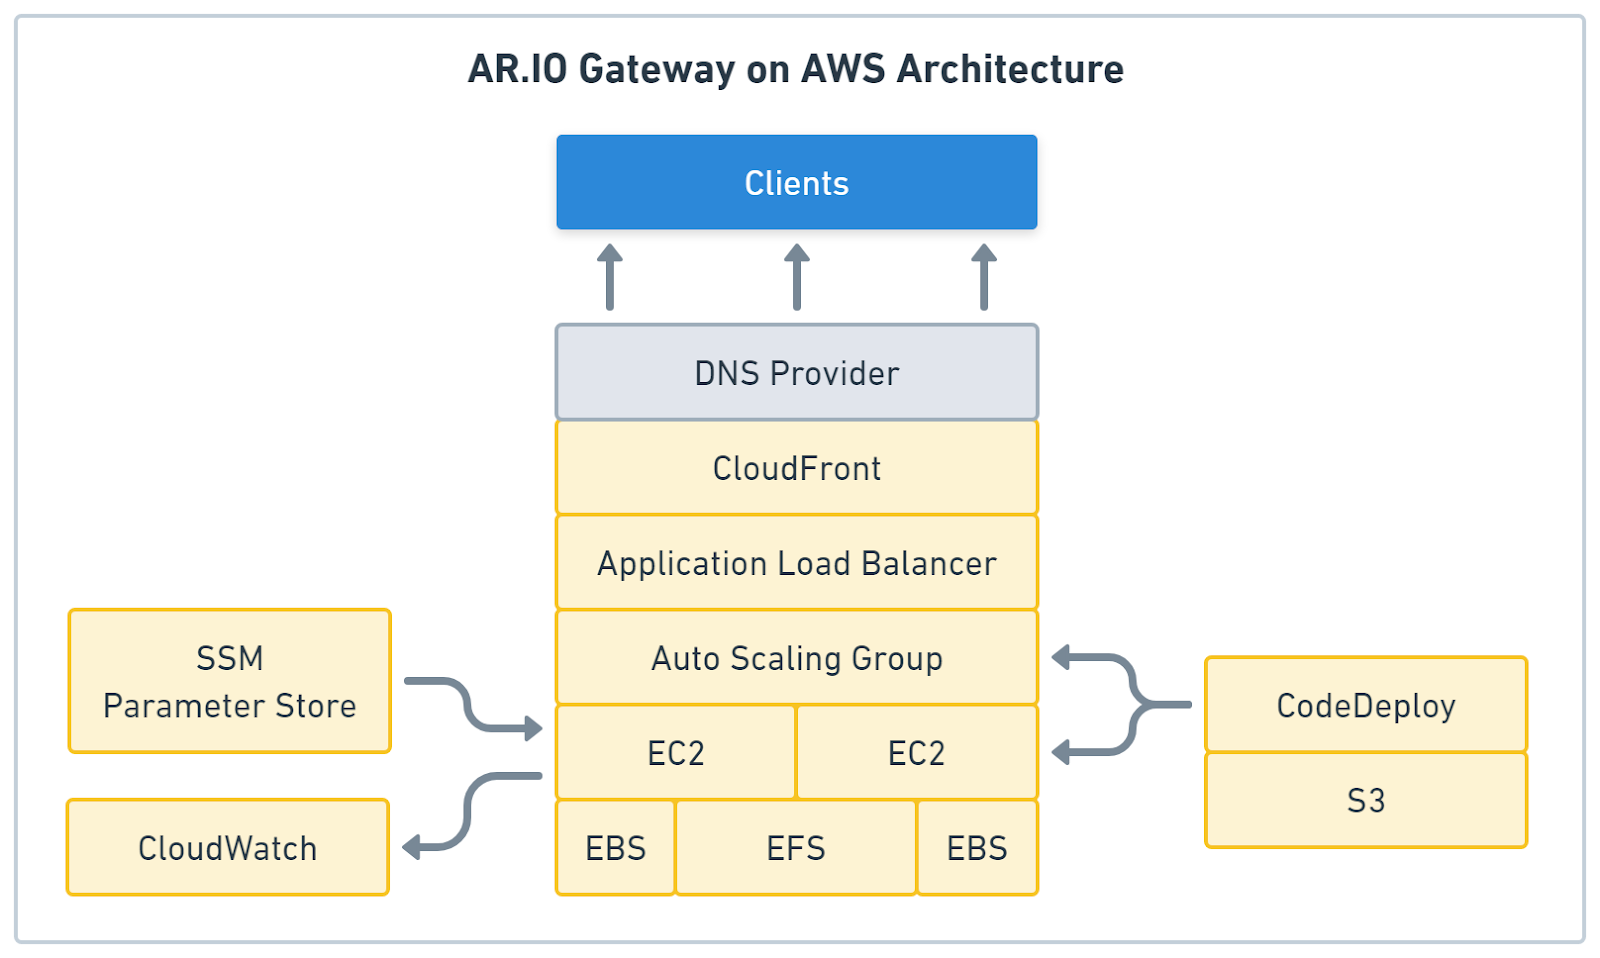 AR.IO Gateway on AWS Architecture
Clients
DNS Provider
CloudFront
Application Load Balancer
Auto Scaling Group
EC2
EC2
EBS
EFS
EBS
SSM
Parameter Store
CloudWatch
CodeDeploy
S3